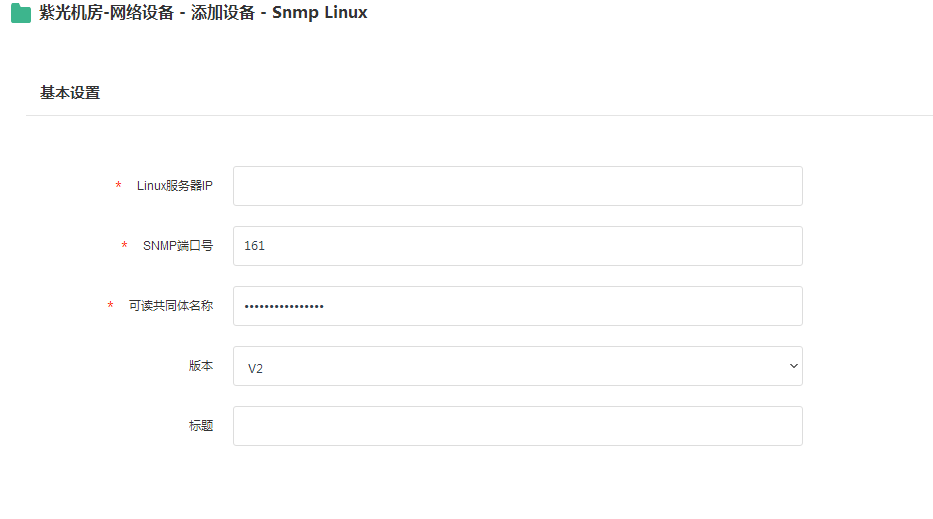 紫光机房-网络设备 - 添加设备 - Snmp Linux
基本设置
* Linux服务器IP
* SNMP端口号 161
* 可读共同体名称 ••••••••••••••••
版本 V2
标题